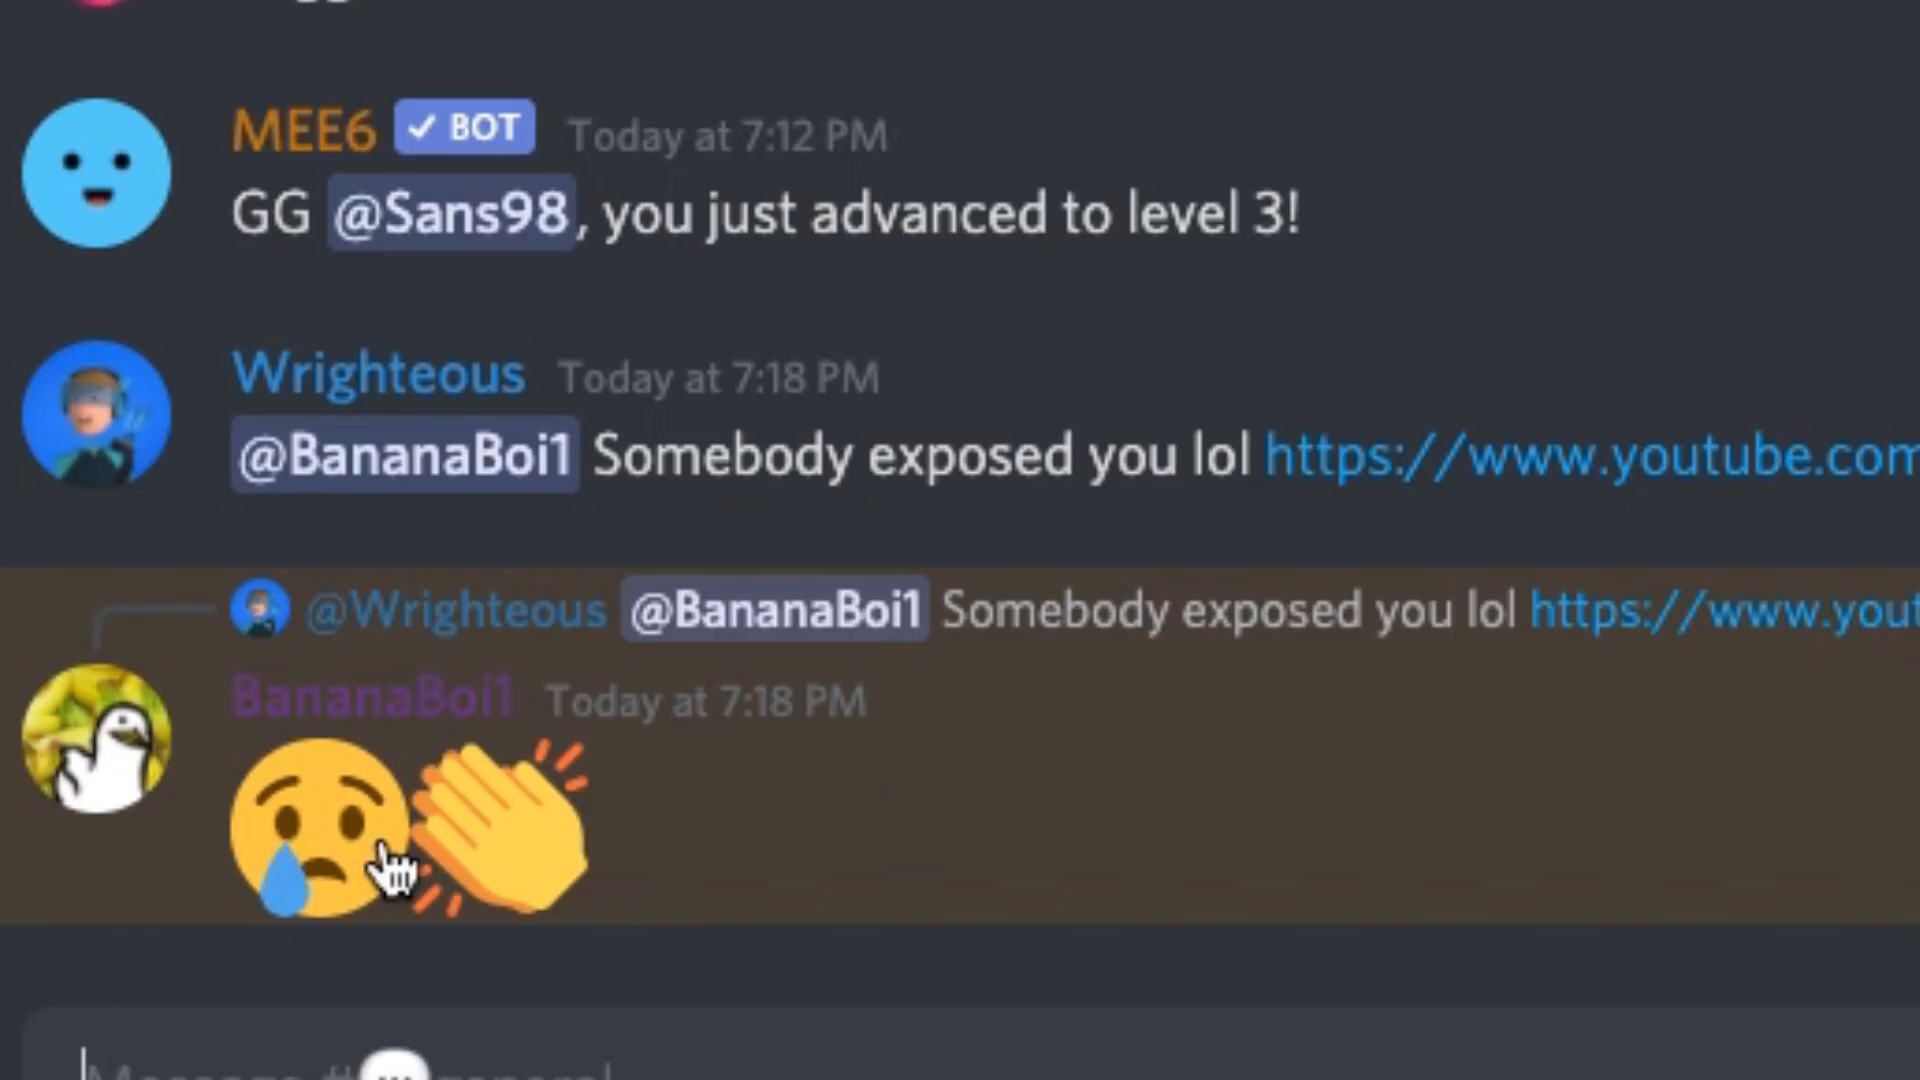 MEE6 ✓ BOT Today at 7:12 PM
GG @Sans98, you just advanced to level 3!
Wrighteous Today at 7:18 PM
@BananaBoi1 Somebody exposed you lol https://www.youtube.com
@Wrighteous @BananaBoi1 Somebody exposed you lol https://www.yout
BananaBoi1 Today at 7:18 PM